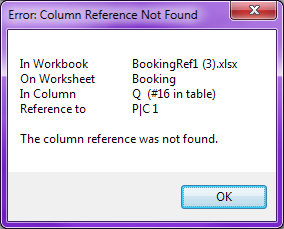 Error: Column Reference Not Found
In Workbook BookingRef1 (3).xlsx
On Worksheet Booking
In Column Q (#16 in table)
Reference to P|C 1
The column reference was not found.
OK